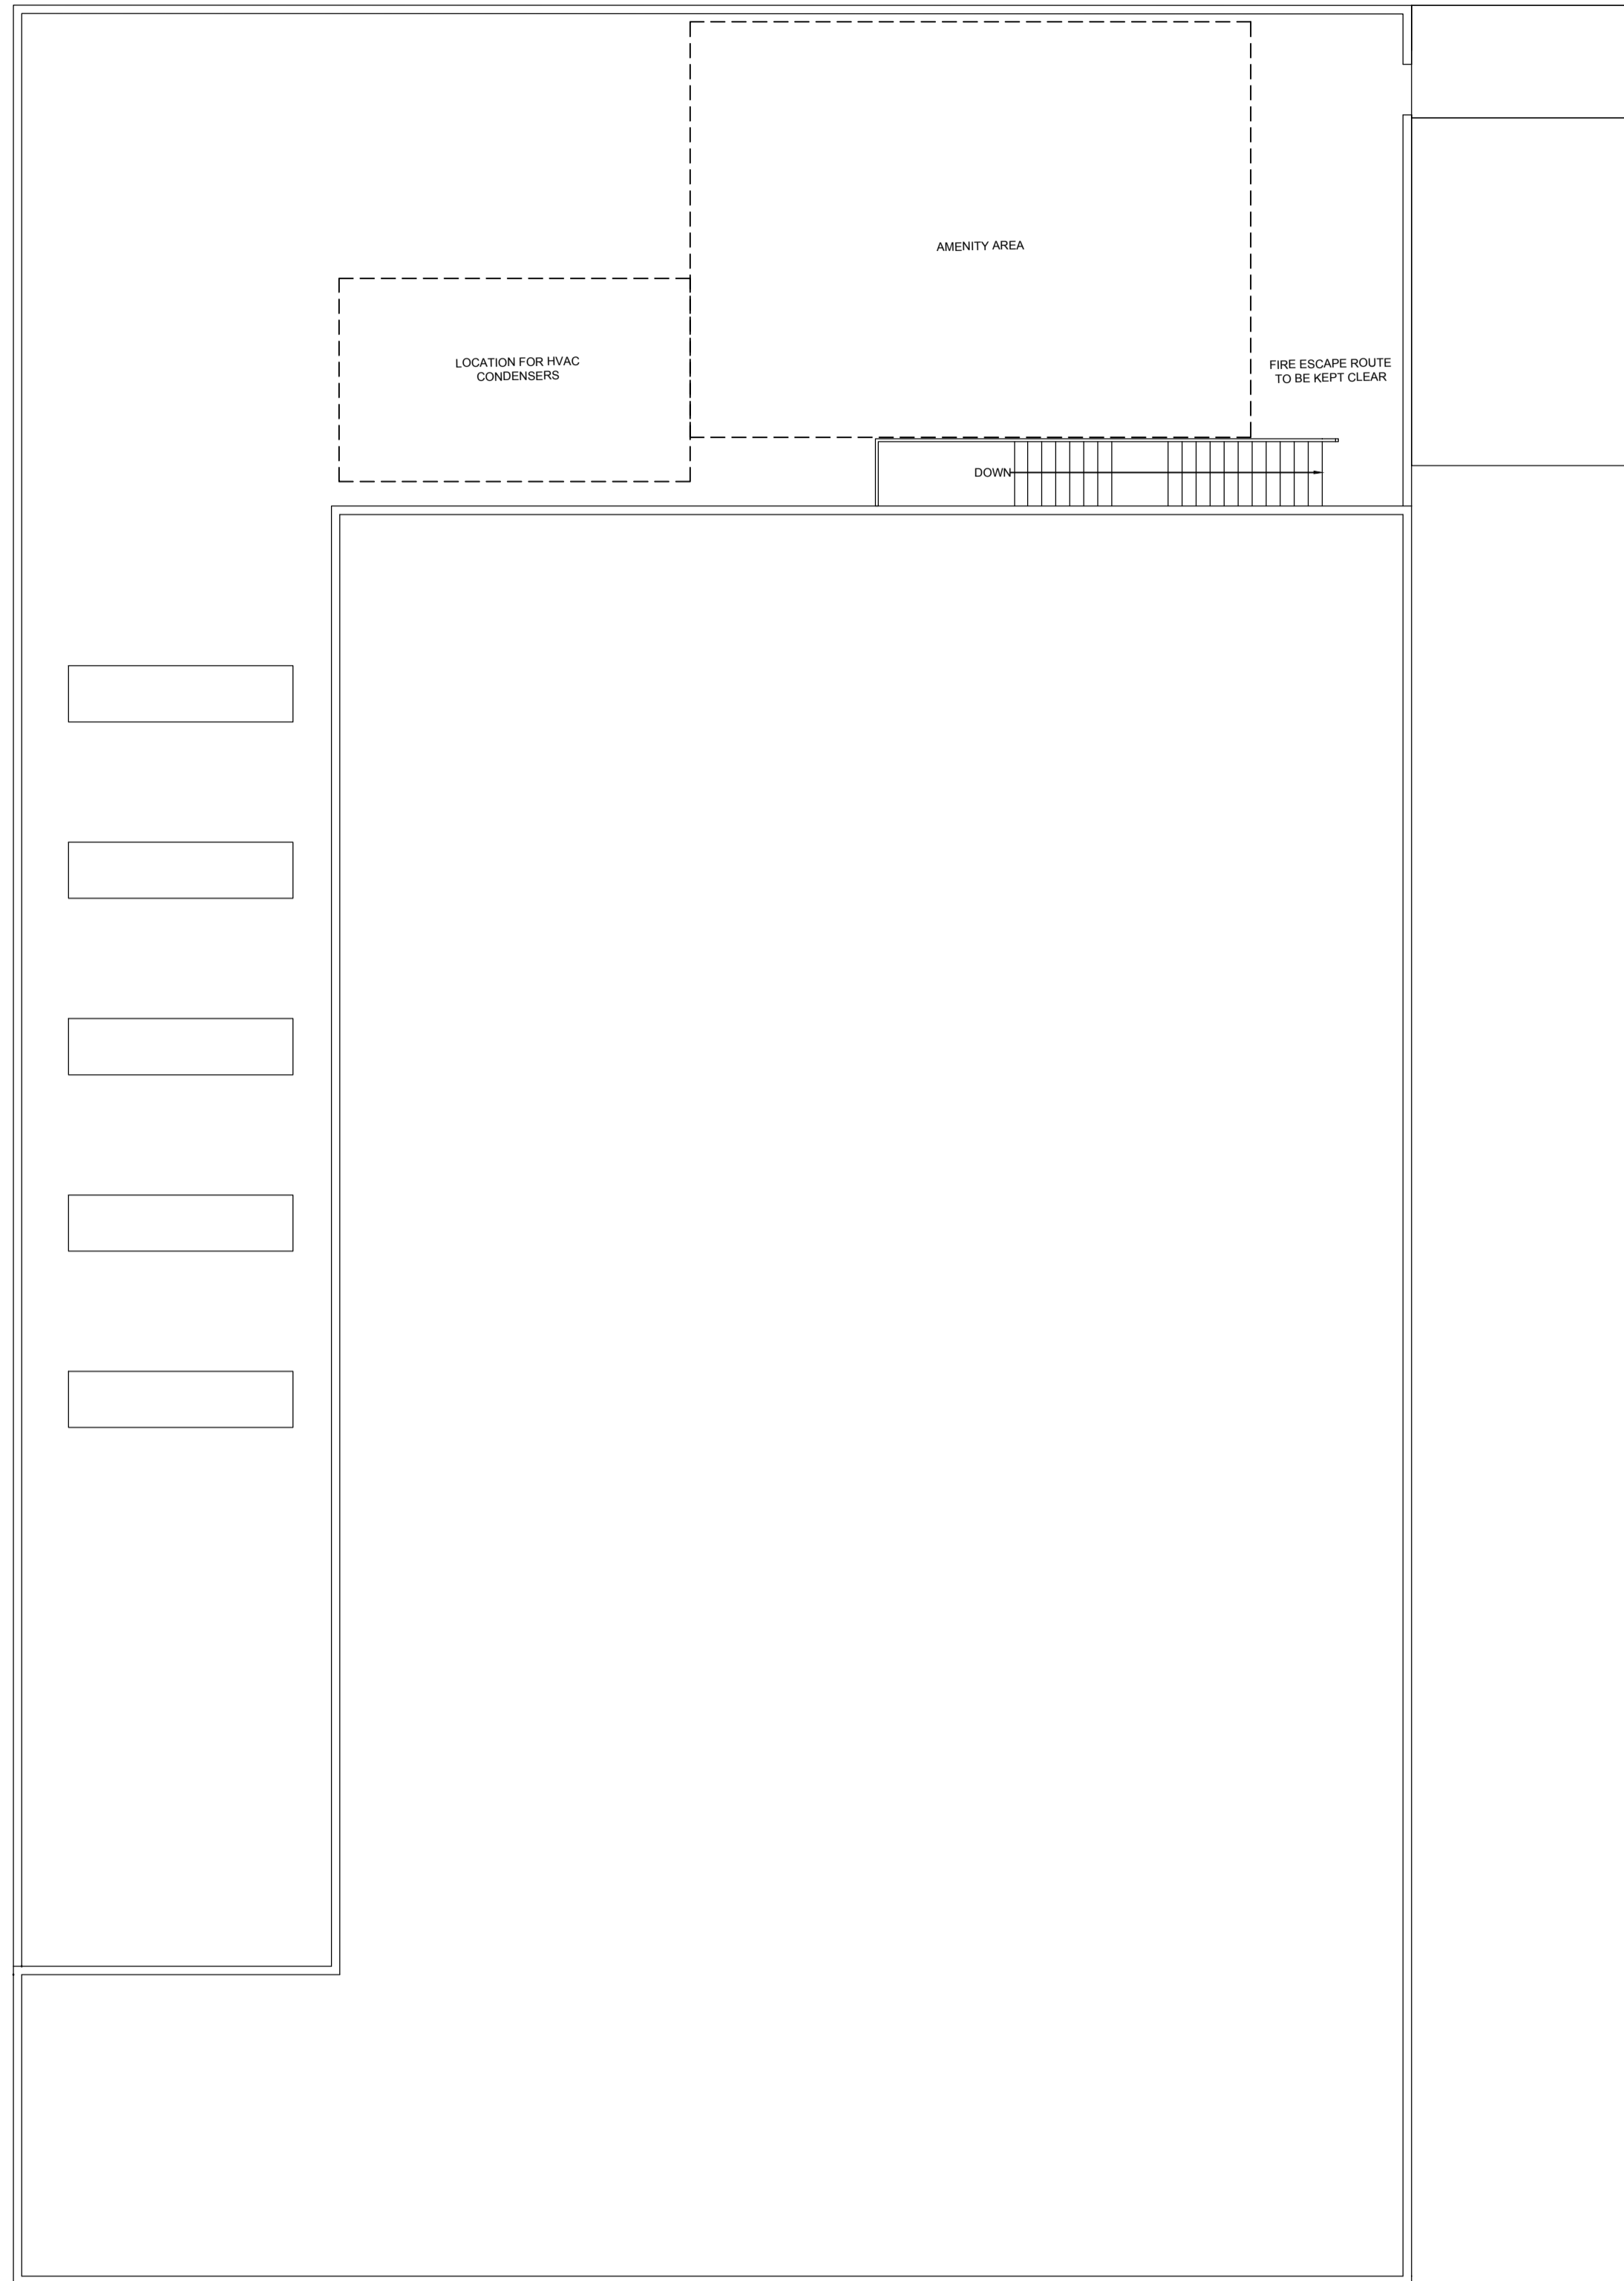 AMENITY AREA
LOCATION FOR HVAC
CONDENSERS
FIRE ESCAPE ROUTE
TO BE KEPT CLEAR
DOWN